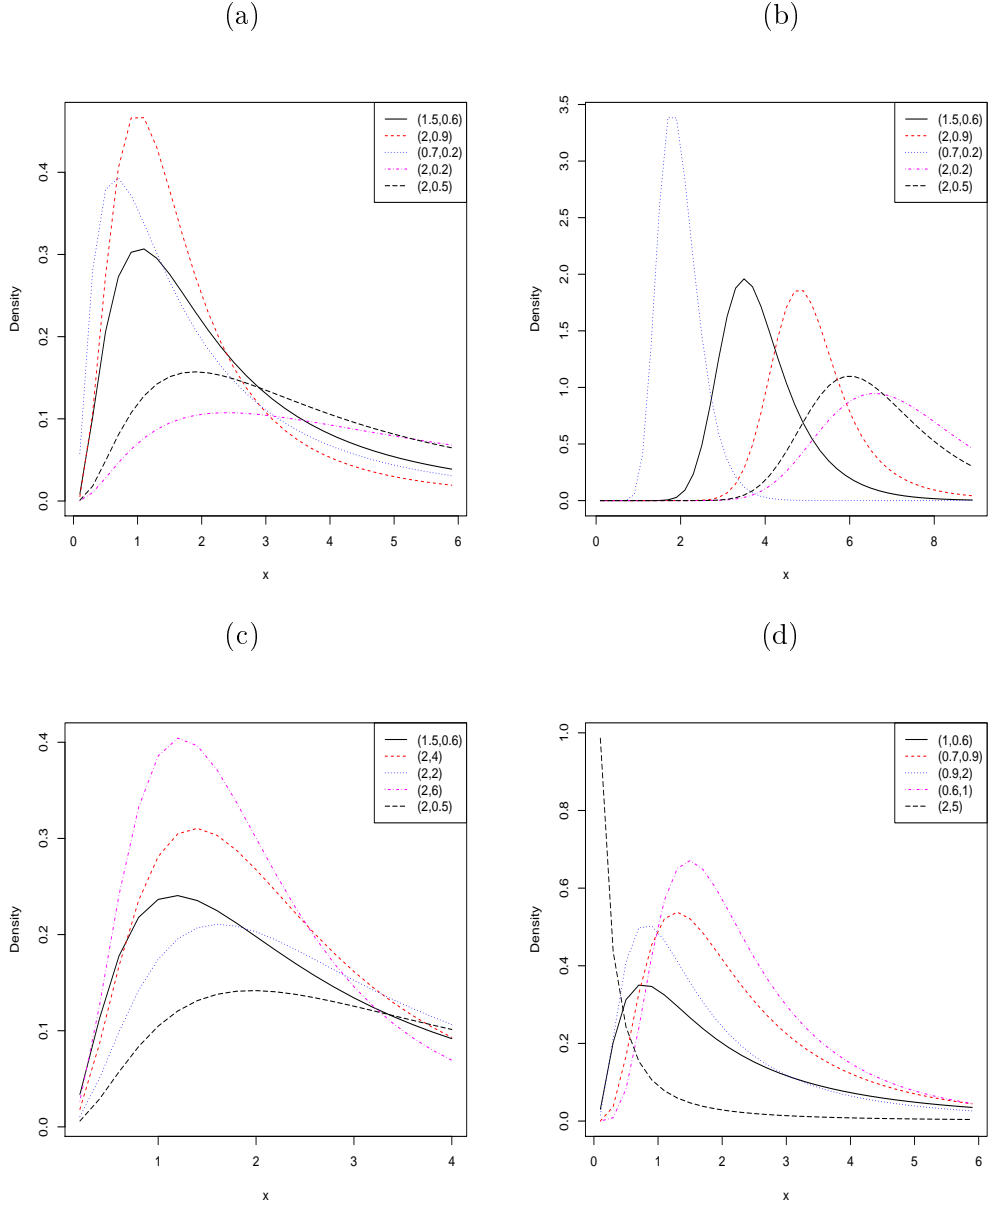 (a)
(1.5,0.6)
(2,0.9)
(0.7,0.2)
(2,0.2)
(2,0.5)
Density
0.0
0.1
0.2
0.3
0.4
0 1 2 3 4 5 6
x
(b)
(1.5,0.6)
(2,0.9)
(0.7,0.2)
(2,0.2)
(2,0.5)
Density
0.0
0.5
1.0
1.5
2.0
2.5
3.0
3.5
0 2 4 6 8
x
(c)
(1.5,0.6)
(2,4)
(2,2)
(2,6)
(2,0.5)
Density
0.0
0.1
0.2
0.3
0.4
1 2 3 4
x
(d)
(1,0.6)
(0.7,0.9)
(0.9,2)
(0.6,1)
(2,5)
Density
0.0
0.2
0.4
0.6
0.8
1.0
0 1 2 3 4 5 6
x